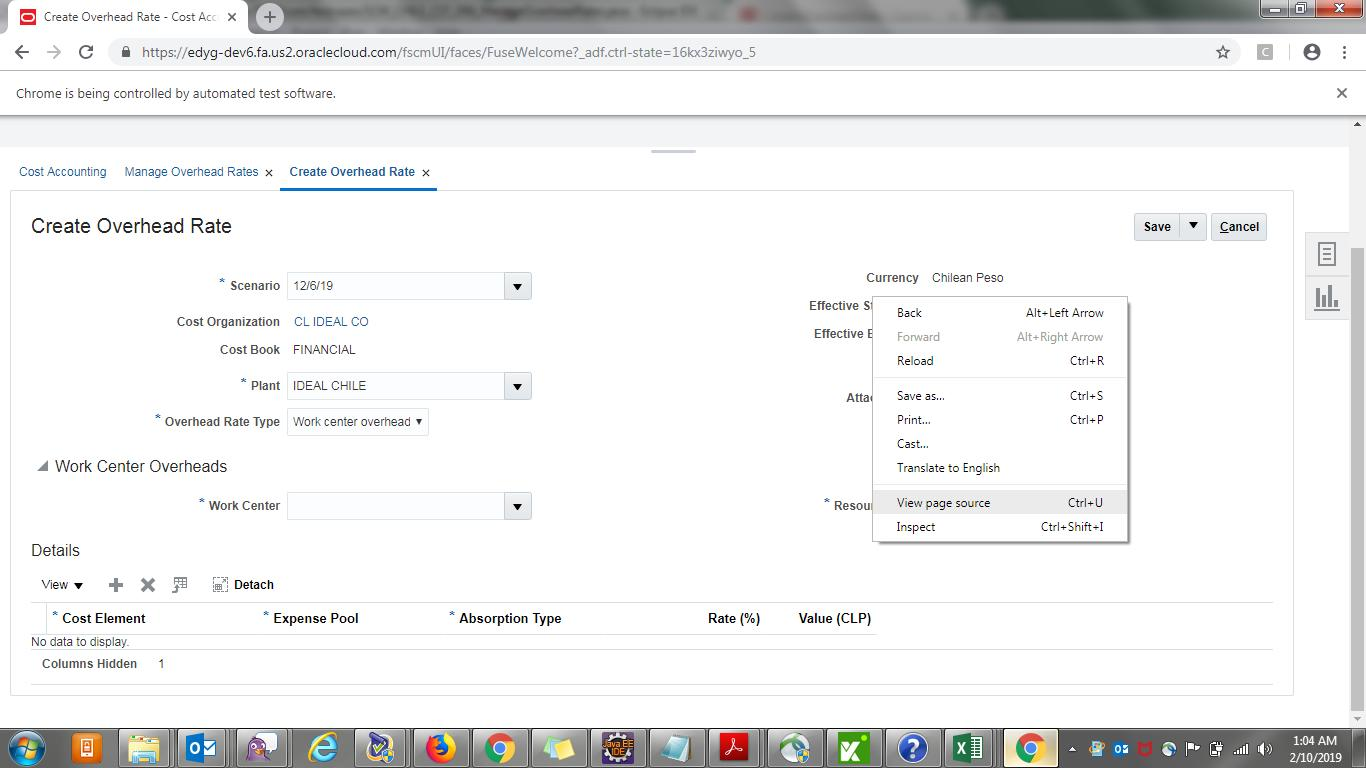 Create Overhead Rate - Cost Acc
https://edyg-dev6.fa.us2.oraclecloud.com/fscmUI/faces/FuseWelcome?_adf.ctrl-state=16kx3ziwyo_5
C
Chrome is being controlled by automated test software.
Cost Accounting Manage Overhead Rates Create Overhead Rate
Create Overhead Rate Save Cancel
* Scenario 12/6/19 Currency Chilean Peso
Cost Organization CL IDEAL CO Effective St
Cost Book FINANCIAL Effective E
* Plant IDEAL CHILE Attac
* Overhead Rate Type Work center overhead
Work Center Overheads
* Work Center * Resour
Back Alt+Left Arrow
Forward Alt+Right Arrow
Reload Ctrl+R
Save as... Ctrl+S
Print... Ctrl+P
Cast...
Translate to English
View page source Ctrl+U
Inspect Ctrl+Shift+I
Details
View Detach
* Cost Element * Expense Pool * Absorption Type Rate (%) Value (CLP)
No data to display.
Columns Hidden 1
Java EE
IDE
1:04 AM
2/10/2019